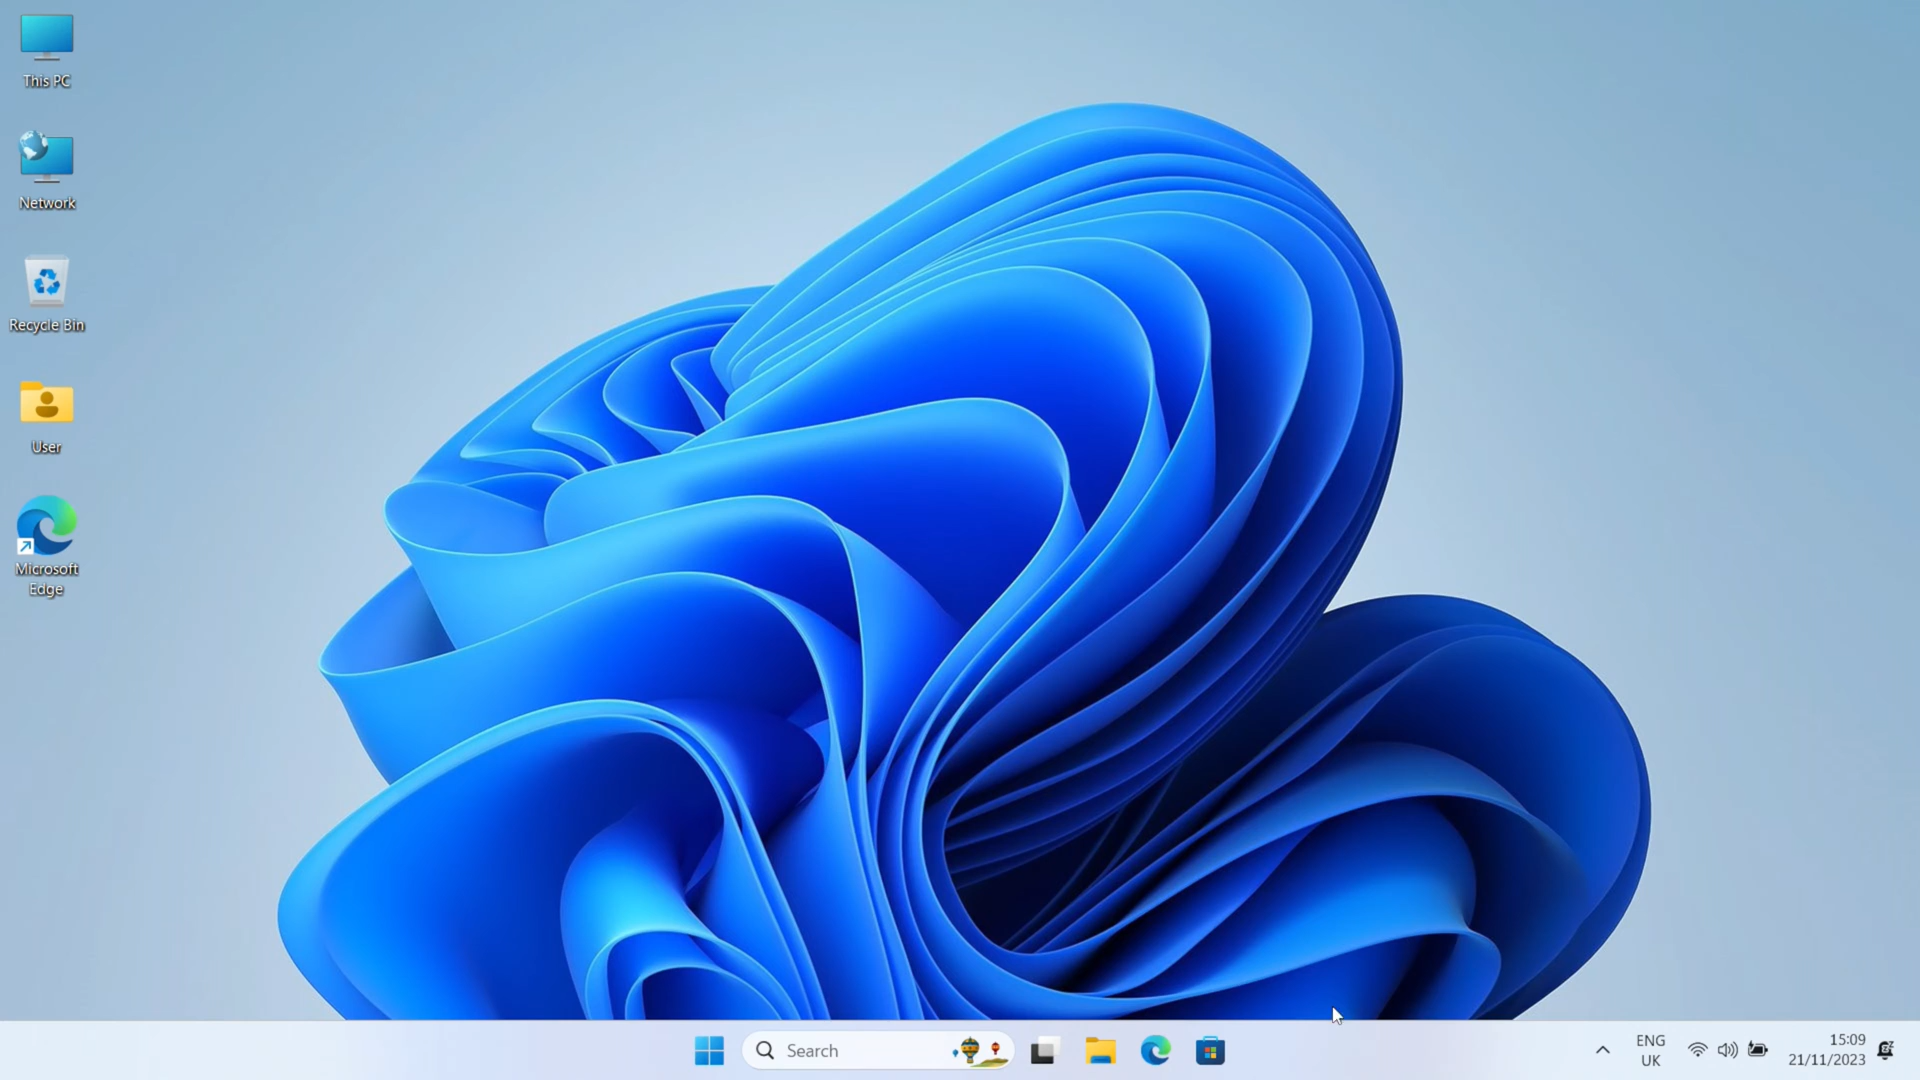 This PC
Network
Recycle Bin
User
Microsoft
Edge
Search
ENG
UK
15:09
21/11/2023